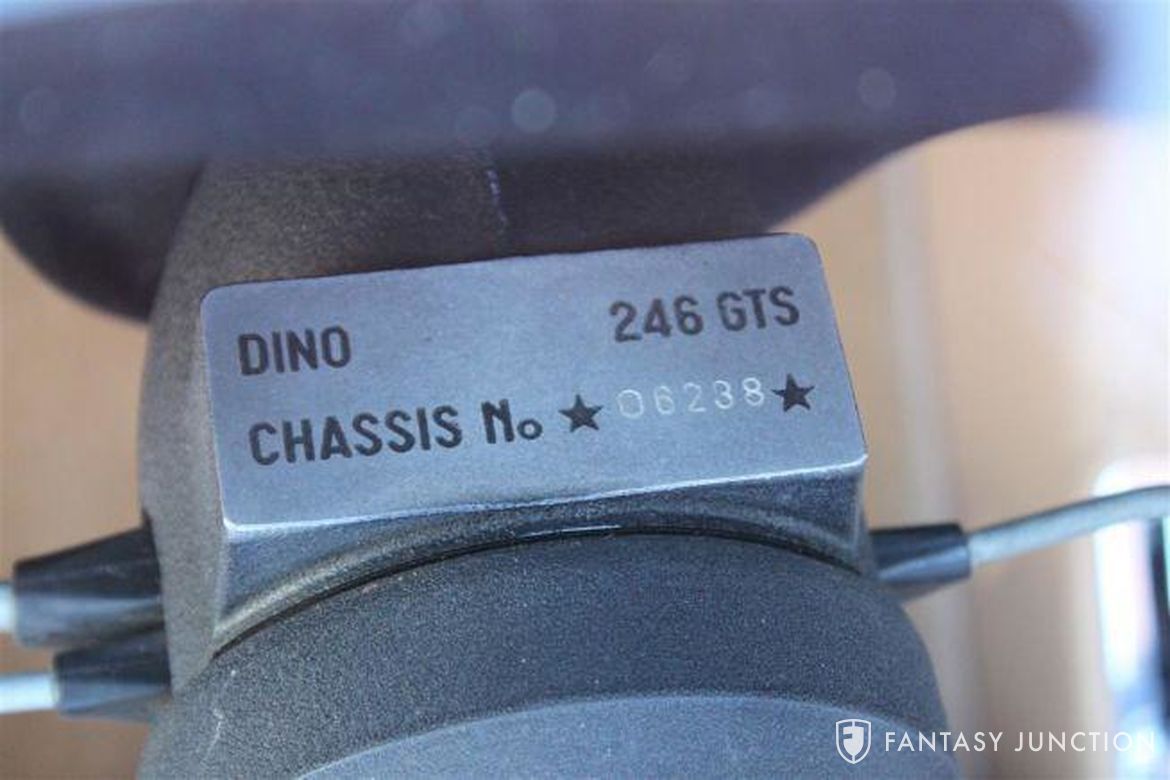 DINO 246 GTS
CHASSIS No ★ 06238 ★
FANTASY JUNCTION